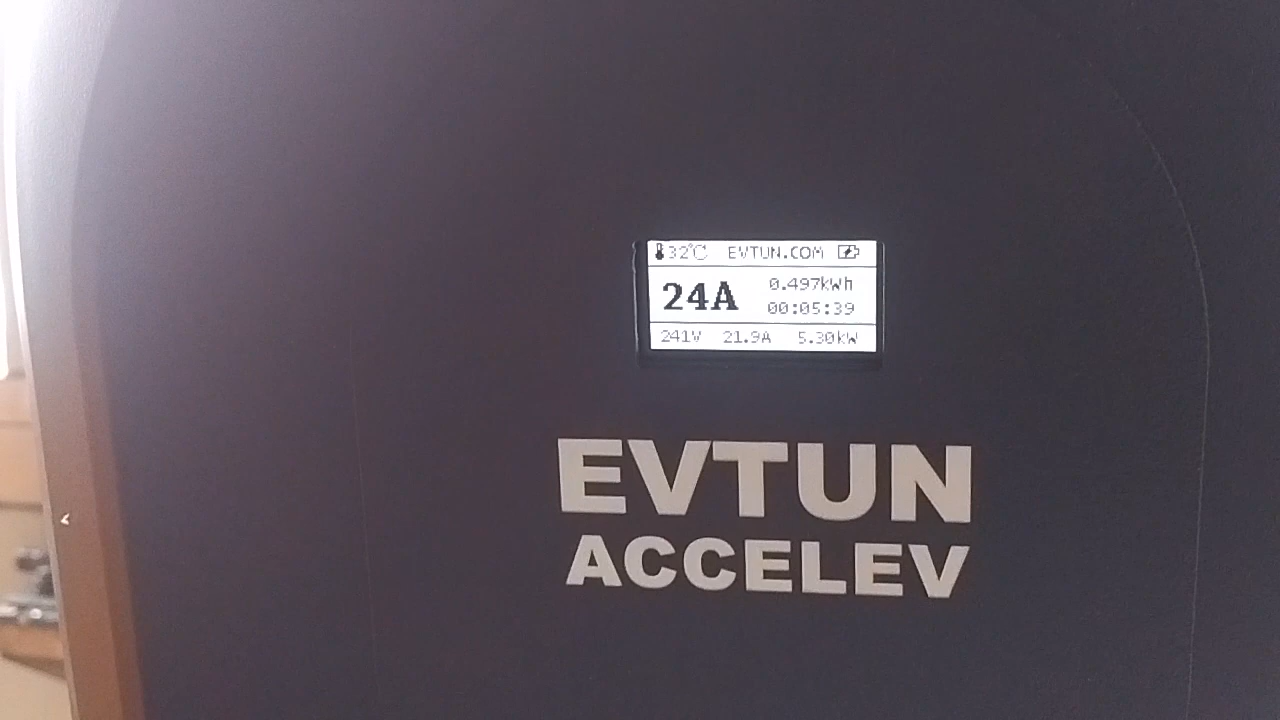 32℃ EVTUN.COM
24A
0.497kWh
00:05:39
241V 21.9A 5.30kW
EVTUN
ACCELEV